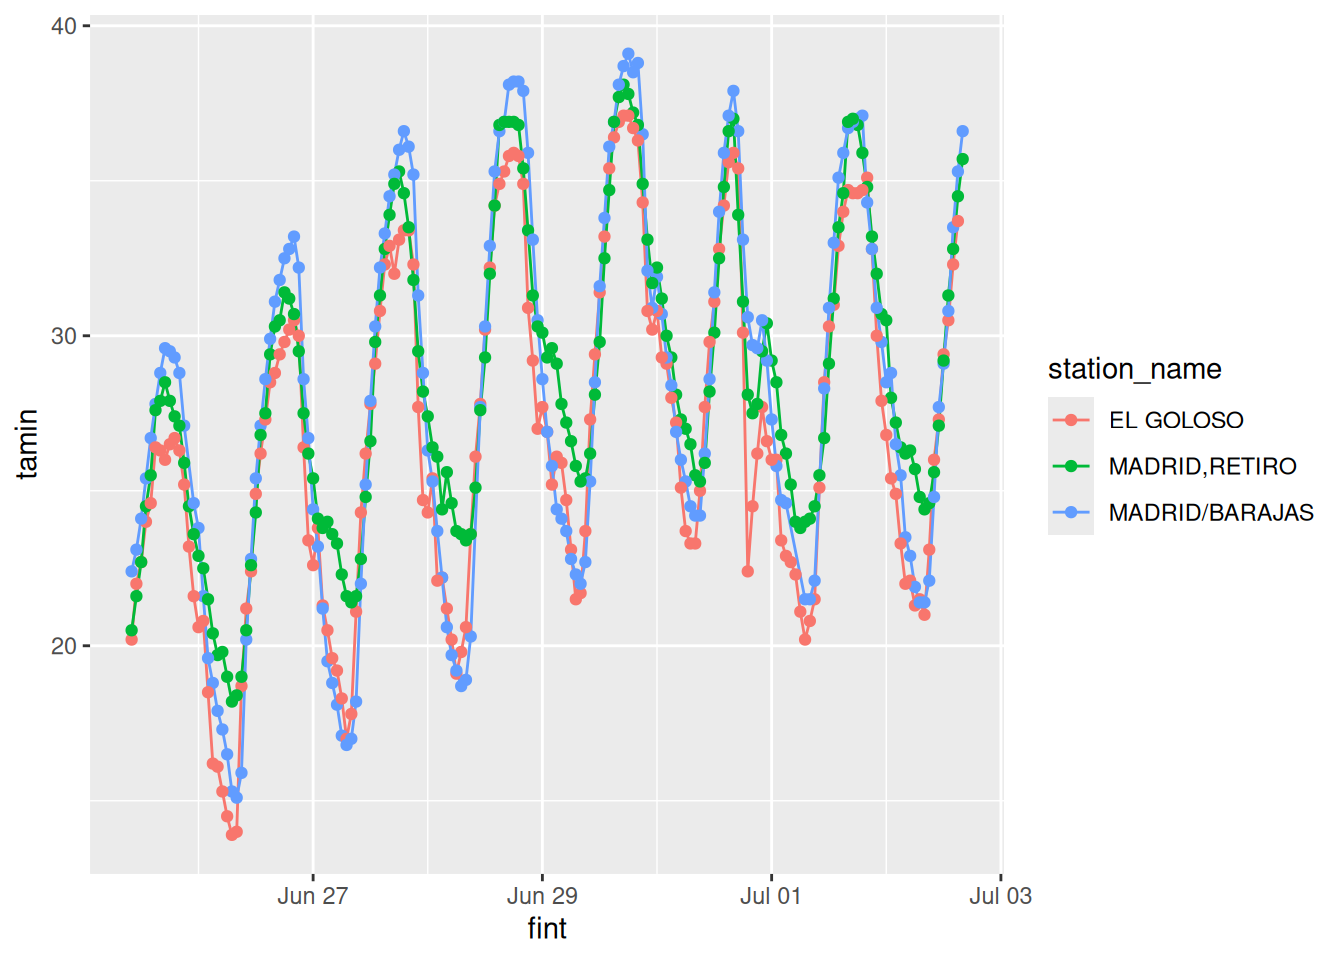 40
30
20
tamin
Jun 27
Jun 29
Jul 01
Jul 03
fint
station_name
EL GOLOSO
MADRID,RETIRO
MADRID/BARAJAS